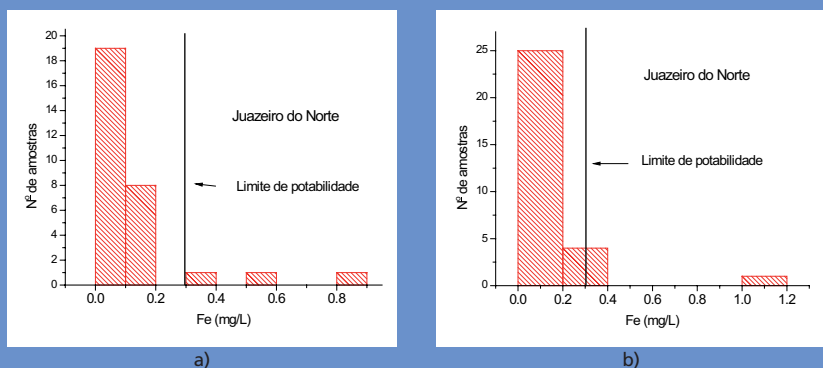 20
18
16
14
12
10
8
6
4
2
0
Nº de amostras
Juazeiro do Norte
Limite de potabilidade
0.0 0.2 0.4 0.6 0.8
Fe (mg/L)
a)
25
20
15
10
5
0
Nº de amostras
Juazeiro do Norte
Limite de potabilidade
0.0 0.2 0.4 0.6 0.8 1.0 1.2
Fe (mg/L)
b)